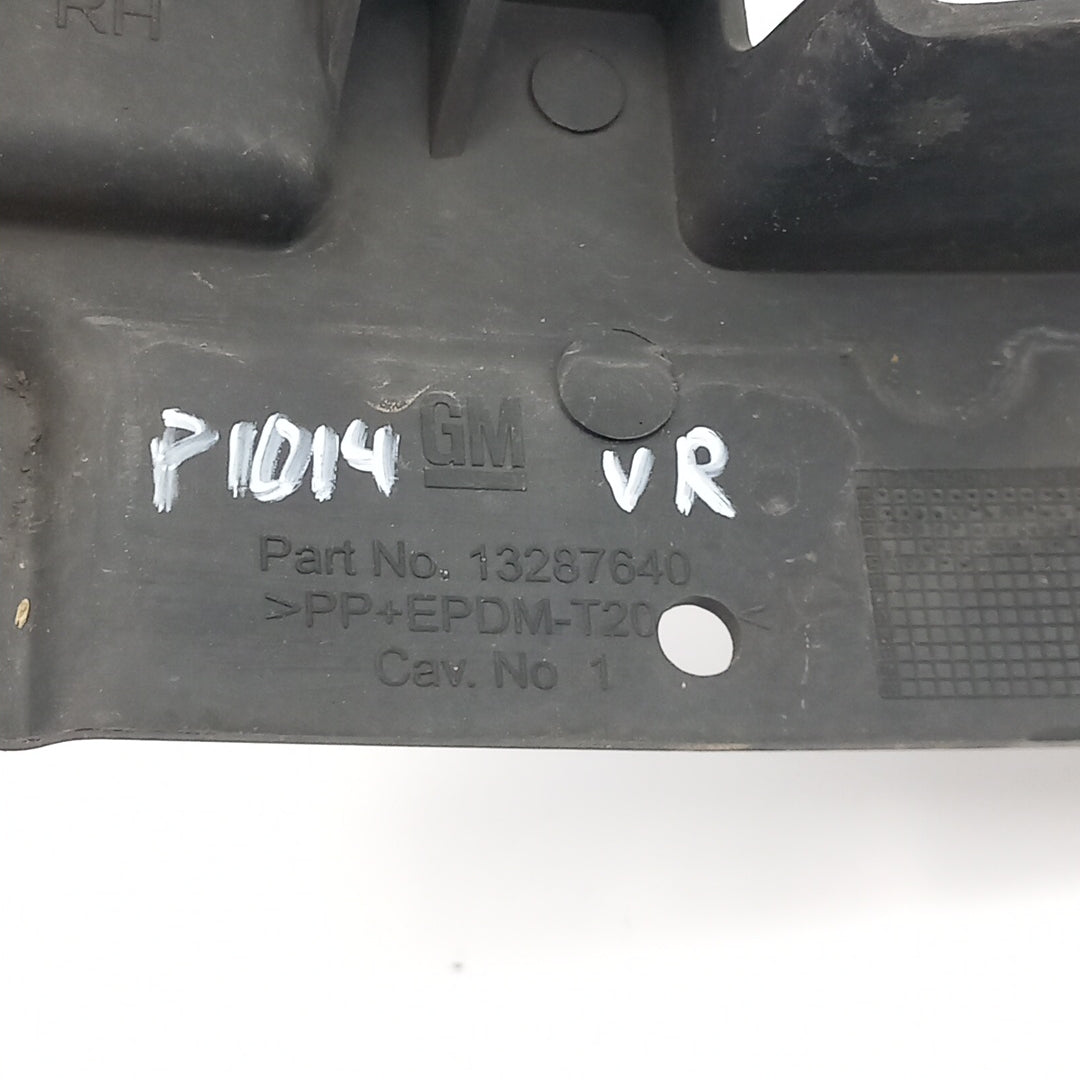 RH
P1014 GM VR
Part No. 13287640
>PP+EPDM-T20<
Cav. No 1